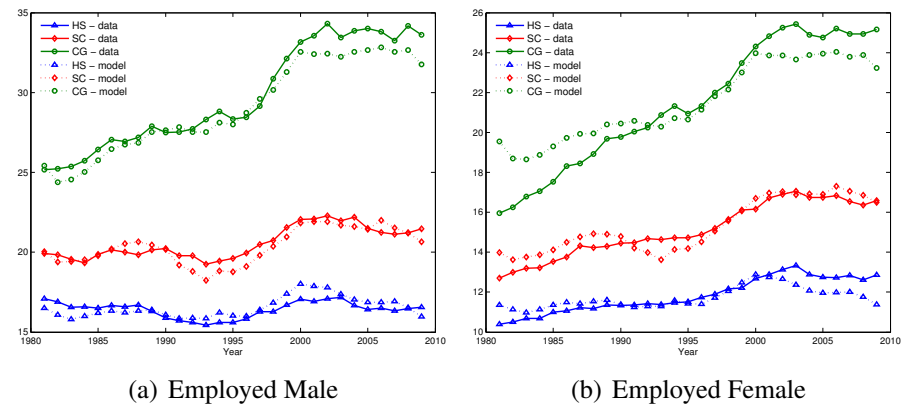 35
30
25
20
15
1980
1985
1990
1995
2000
2005
2010
Year
HS – data
SC – data
CG – data
HS – model
SC – model
CG – model
(a) Employed Male
26
24
22
20
18
16
14
12
10
1980
1985
1990
1995
2000
2005
2010
Year
HS – data
SC – data
CG – data
HS – model
SC – model
CG – model
(b) Employed Female